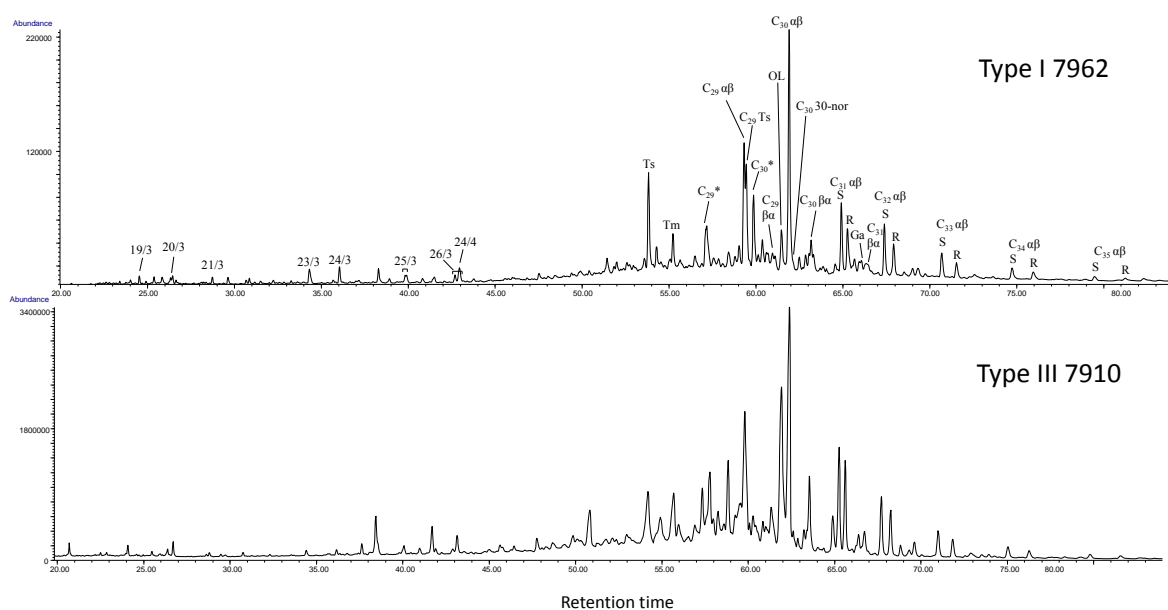 Abundance
220000
120000
Type I 7962
C30 αβ
OL
C29 αβ
C30 30-nor
C29 Ts
Ts
C30*
C29*
C29
βα
C30 βα
C31 αβ
S
R
C32 αβ
S
R
Tm
Ga
C31
βα
C33 αβ
S
R
C34 αβ
S
R
C35 αβ
S
R
19/3
20/3
21/3
23/3
24/3
25/3
26/3
24/4
20.00 25.00 30.00 35.00 40.00 45.00 50.00 55.00 60.00 65.00 70.00 75.00 80.00
Abundance
3400000
1800000
0
Type III 7910
20.00 25.00 30.00 35.00 40.00 45.00 50.00 55.00 60.00 65.00 70.00 75.00 80.00
Retention time